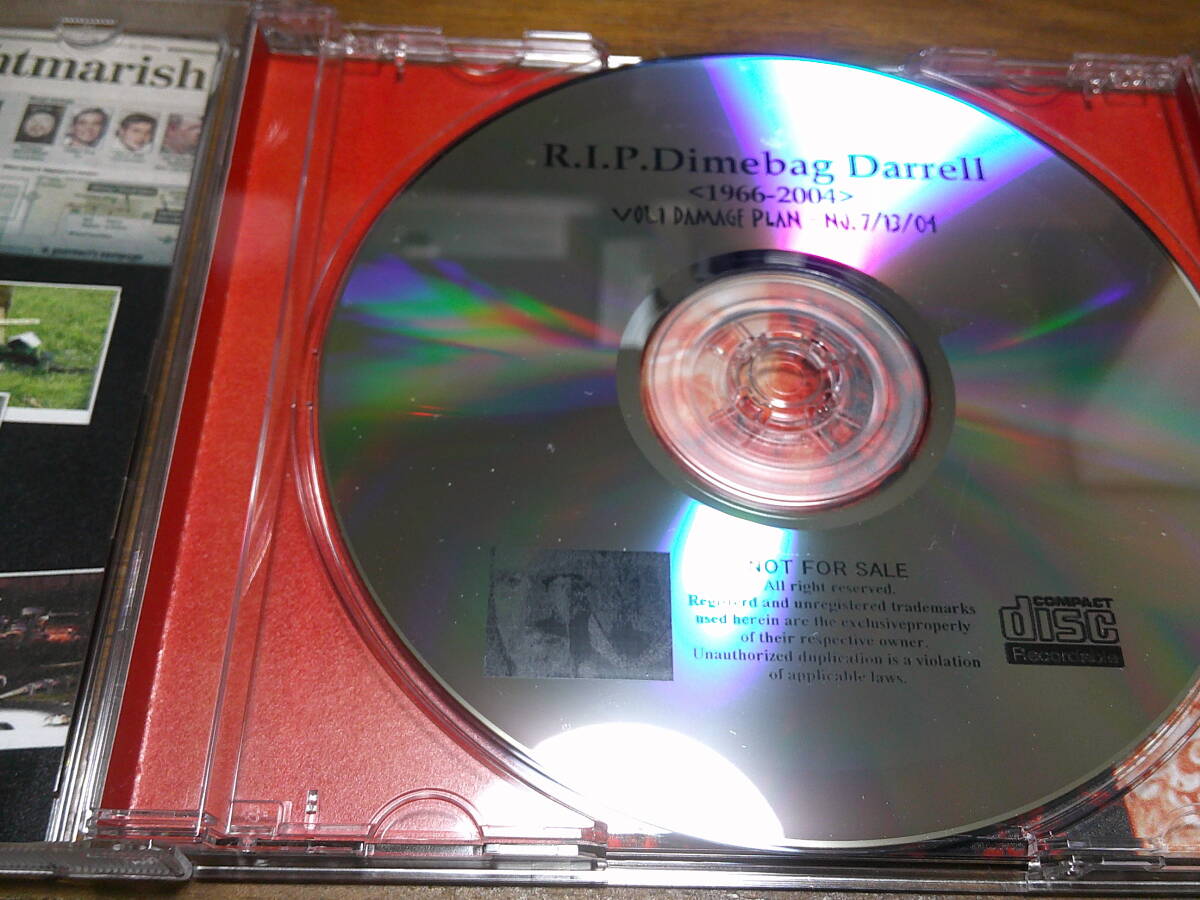 ntmarish
R.I.P.Dimebag Darrell
<1966-2004>
VOL1 DAMAGE PLAN - NJ. 7/13/04
NOT FOR SALE
All right reserved.
Registerd and unregistered trademarks
used herein are the exclusiveproperly
of their respective owner.
Unauthorized duplication is a violation
of applicable laws.
COMPACT
disc
Recordable